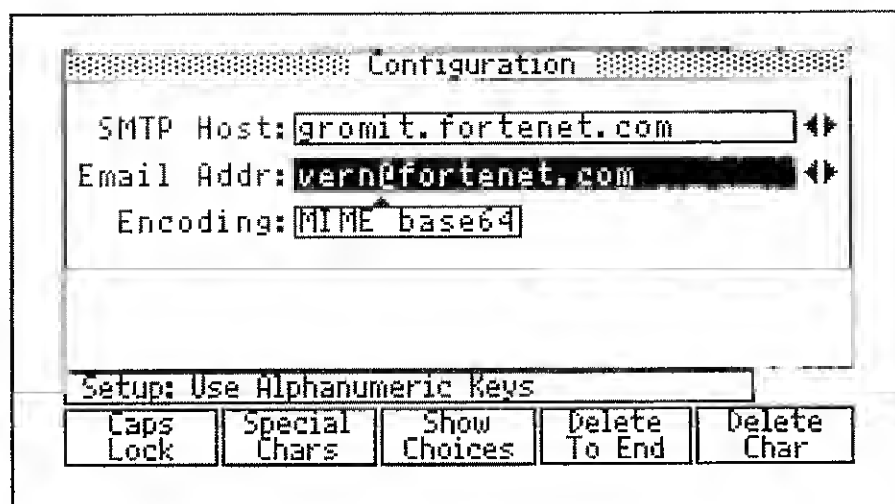 Configuration
SMTP Host: gromit.fortenet.com
Email Addr: vern@fortenet.com
Encoding: MIME base64
Setup: Use Alphanumeric Keys
Caps Lock Special Chars Show Choices Delete To End Delete Char